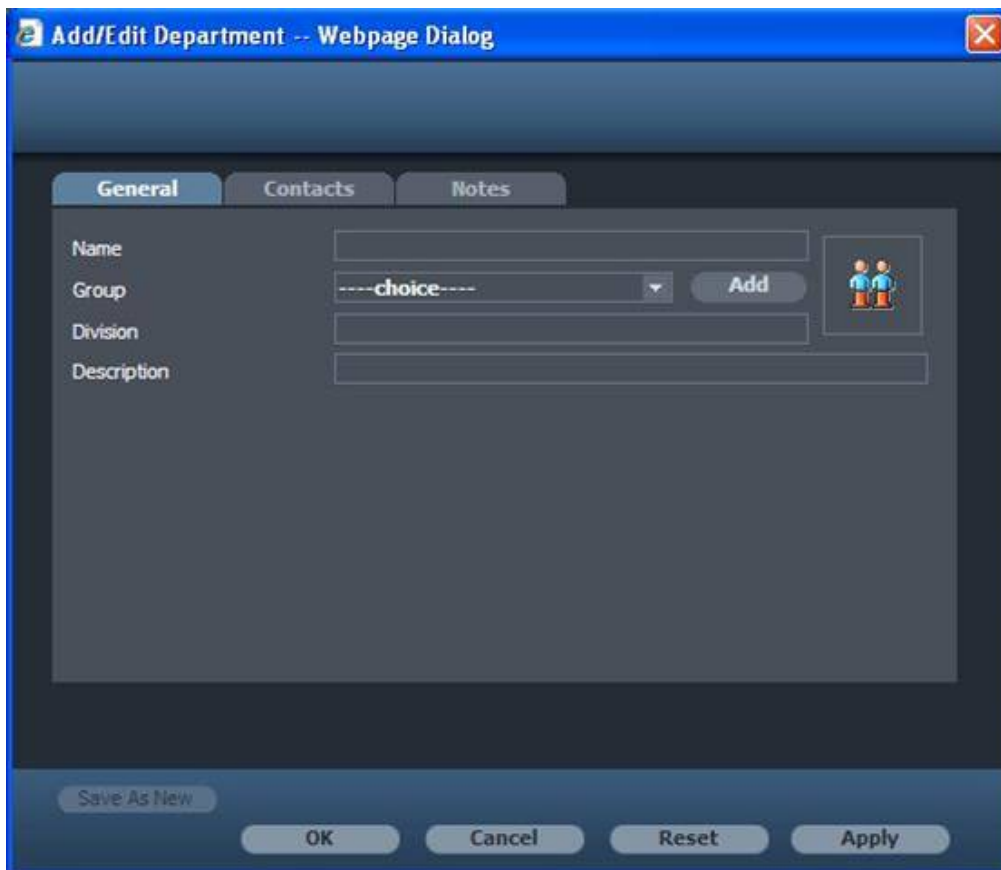 Add/Edit Department -- Webpage Dialog
General Contacts Notes
Name
Group ----choice---- Add
Division
Description
Save As New
OK Cancel Reset Apply